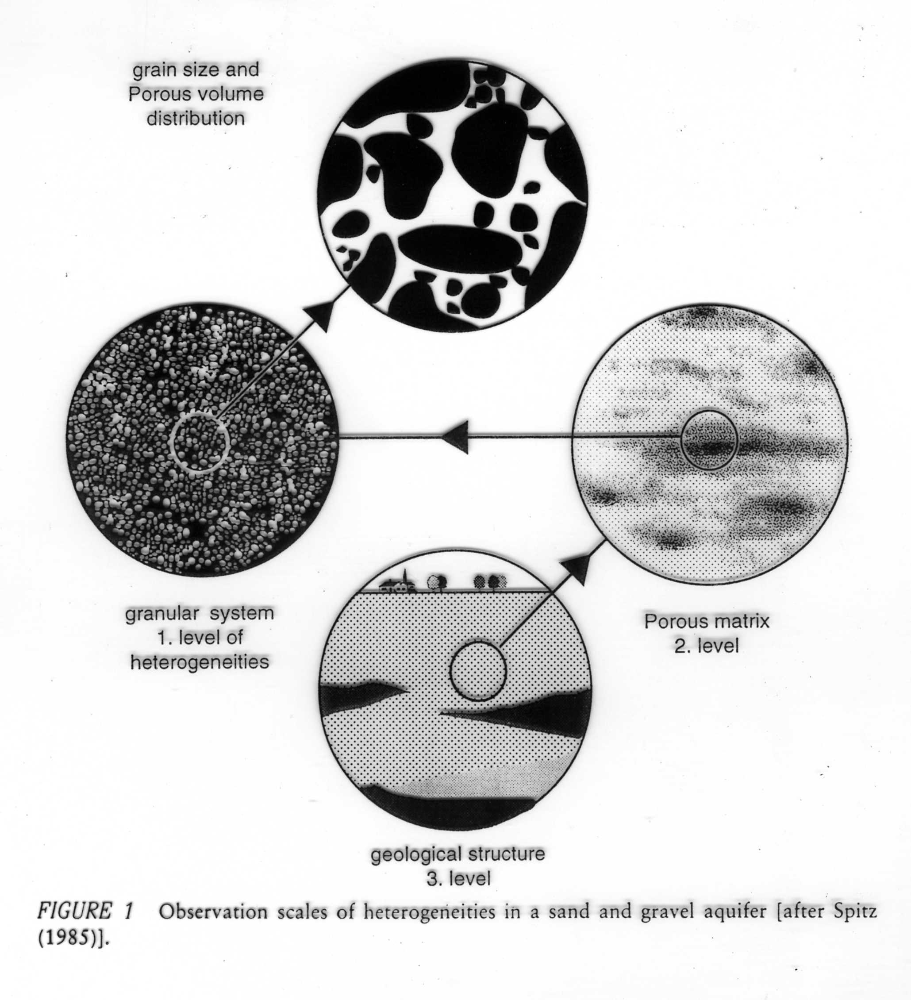 grain size and
Porous volume
distribution
granular system
1. level of
heterogeneities
Porous matrix
2. level
geological structure
3. level
FIGURE 1 Observation scales of heterogeneities in a sand and gravel aquifer [after Spitz
(1985)].